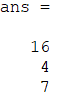 ans =
16
4
7